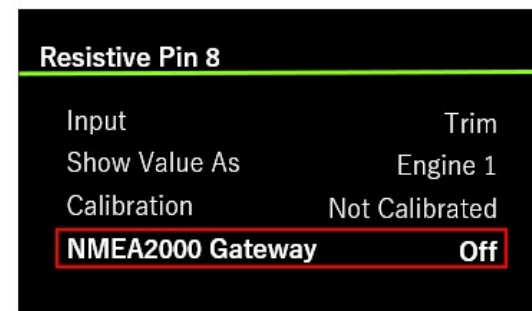 Resistive Pin 8
Input Trim
Show Value As Engine 1
Calibration Not Calibrated
NMEA2000 Gateway Off